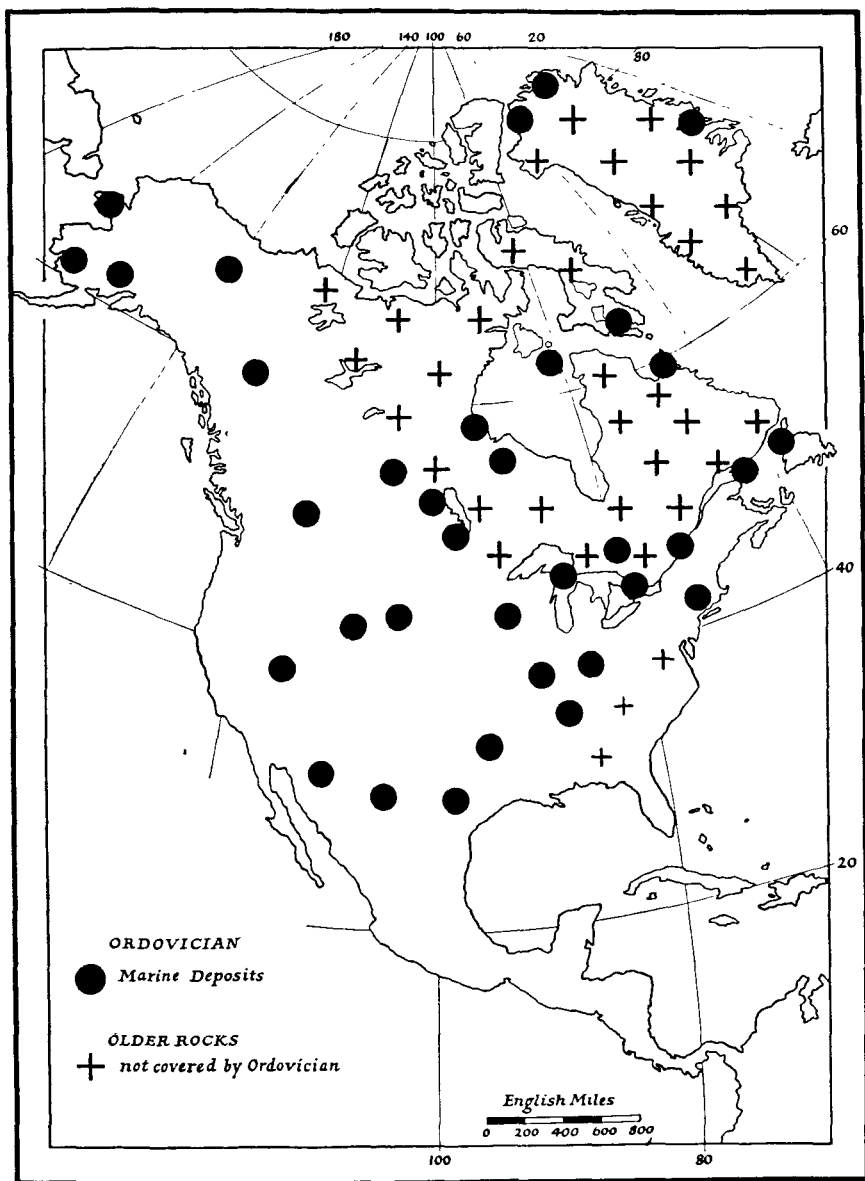 180 140 100 60 20
80
60
40
20
ORDOVICIAN
Marine Deposits
OLDER ROCKS
not covered by Ordovician
English Miles
0 200 400 600 800
100 80